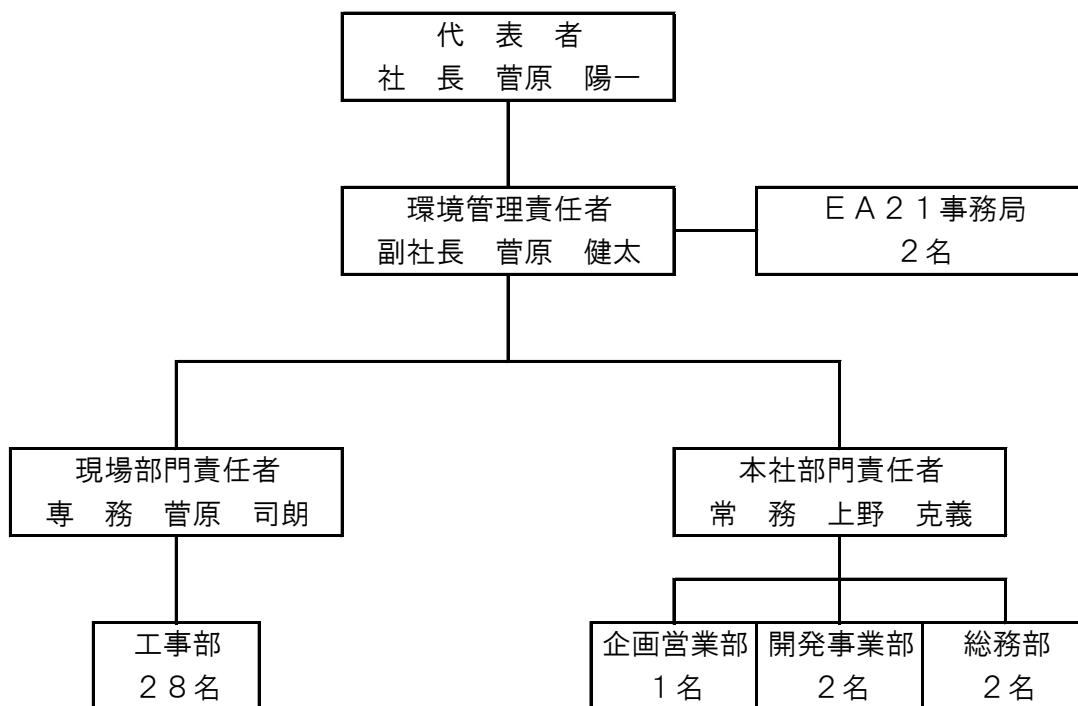 代　表　者
社　長　菅原　陽一
環境管理責任者
副社長　菅原　健太
ＥＡ２１事務局
２名
現場部門責任者
専　務　菅原　司朗
本社部門責任者
常　務　上野　克義
工事部
２８名
企画営業部
１名
開発事業部
２名
総務部
２名